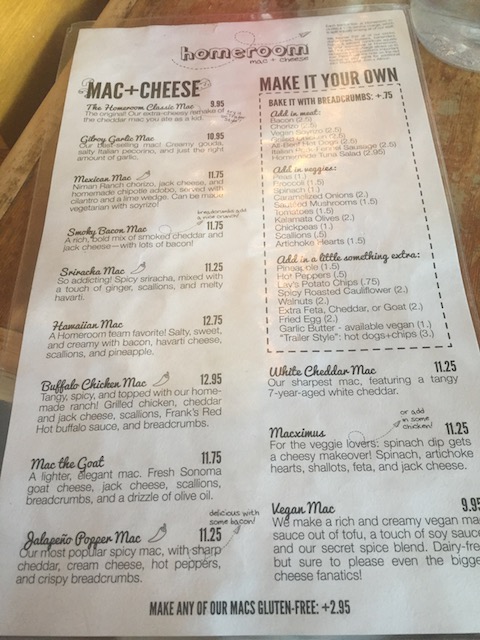 homeroom
mac + cheese
MAC+CHEESE
The Homeroom Classic Mac 9.95
The original! Our extra-cheesy remake of
the cheddar mac you ate as a kid.
Gilroy Garlic Mac 10.95
Our best-selling mac! Creamy gouda,
salty Italian pecorino, and just the right
amount of garlic.
Mexican Mac 11.75
Niman Ranch chorizo, jack cheese, and
homemade chipotle adobo, served with
cilantro and a lime wedge. Can be made
vegetarian with soyrizo!
breadcrumbs add
a nice crunch!
Smoky Bacon Mac 11.75
A rich, bold mix of smoked cheddar and
jack cheese—with lots of bacon!
Sriracha Mac 11.25
So addicting! Spicy sriracha, mixed with
a touch of ginger, scallions, and melty
havarti.
Hawaiian Mac 12.75
A Homeroom team favorite! Salty, sweet,
and creamy with bacon, havarti cheese,
scallions, and pineapple.
Buffalo Chicken Mac 12.95
Tangy, spicy, and topped with our home-
made ranch! Grilled chicken, cheddar
and jack cheese, scallions, Frank's Red
Hot buffalo sauce, and breadcrumbs.
Mac the Goat 11.75
A lighter, elegant mac. Fresh Sonoma
goat cheese, jack cheese, scallions,
breadcrumbs, and a drizzle of olive oil.
delicious with
some bacon!
Jalapeño Popper Mac 11.25
Our most popular spicy mac, with sharp
cheddar, cream cheese, hot peppers,
and crispy breadcrumbs.
MAKE IT YOUR OWN
BAKE IT WITH BREADCRUMBS: +.75
Add in meat:
Bacon (2.5)
Chorizo (2.5)
Vegan Soyrizo (2.5)
All-Beef Hot Dogs (2.5)
Sausage (2.5)
Homemade Tuna Salad (2.95)
Add in veggies:
Peas (1.)
Broccoli (1.5)
Spinach (1.)
Caramelized Onions (2.)
Sautéed Mushrooms (1.5)
Tomatoes (1.5)
Kalamata Olives (2.)
Chickpeas (1.)
Scallions (.5)
Artichoke Hearts (1.5)
Add in a little something extra:
Pineapple (1.5)
Hot Peppers (.5)
Lay's Potato Chips (.75)
Spicy Roasted Cauliflower (2.)
Walnuts (2.)
Extra Feta, Cheddar, or Goat (2.)
Fried Egg (2.)
Garlic Butter - available vegan (1.)
"Trailer Style": hot dogs+chips (3.)
White Cheddar Mac 11.25
Our sharpest mac, featuring a tangy
7-year-aged white cheddar.
or add
in some
chicken!
Macximus 11.25
For the veggie lovers: spinach dip gets
a cheesy makeover! Spinach, artichoke
hearts, shallots, feta, and jack cheese.
Vegan Mac 9.95
We make a rich and creamy vegan mac
sauce out of tofu, a touch of soy sauce
and our secret spice blend. Dairy-free
but sure to please even the bigge
cheese fanatics!
MAKE ANY OF OUR MACS GLUTEN-FREE: +2.95